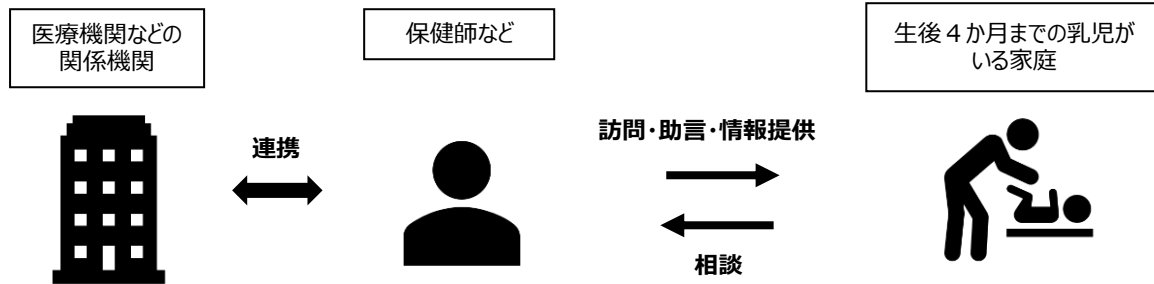 医療機関などの
関係機関
保健師など
生後４か月までの乳児が
いる家庭
連携
訪問・助言・情報提供
相談